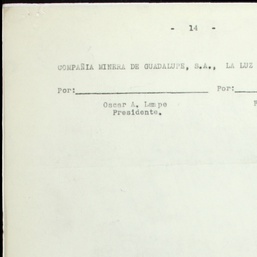 - 14 -
COMPAÑIA MINERA DE GUADALUPE, S.A., LA LUZ
Por: Por:
Oscar A. Lampe
Presidente.